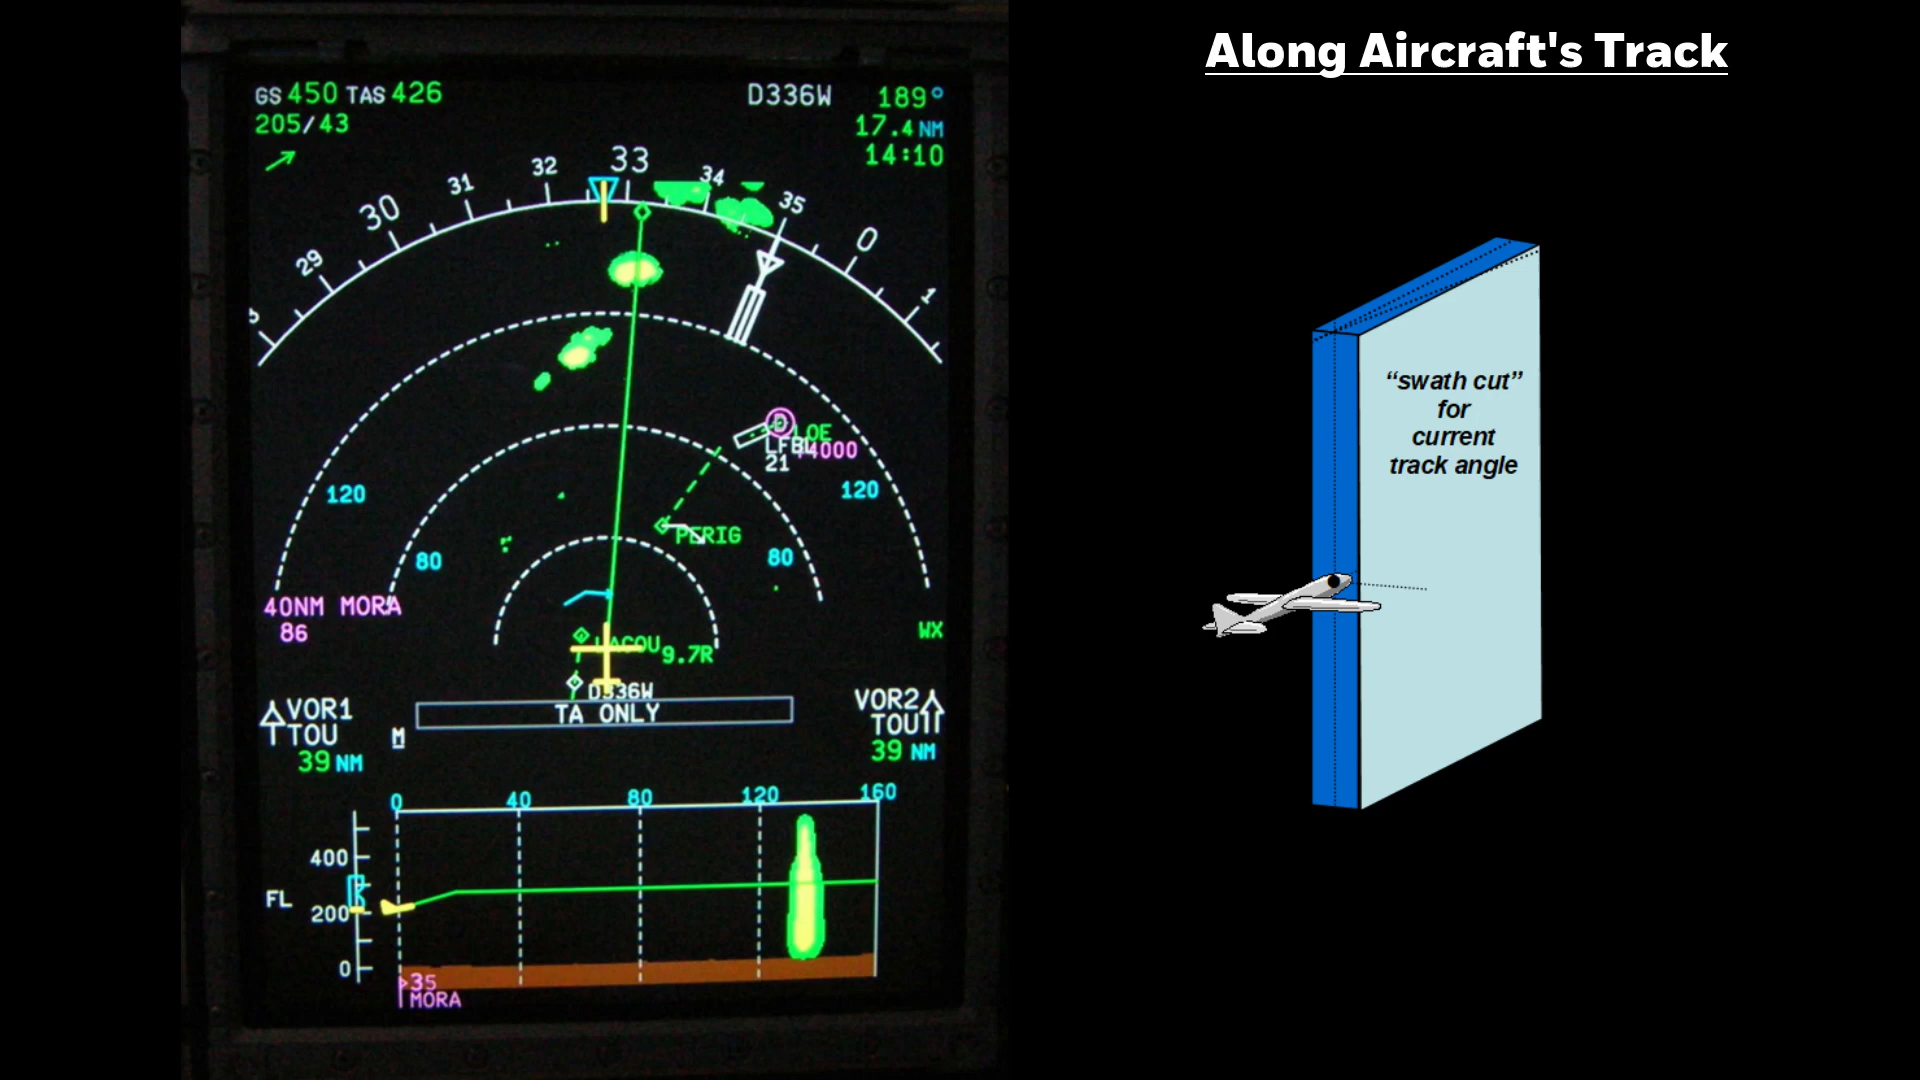 Along Aircraft's Track
GS 450 TAS 426
205/43
D336W 189°
17.4 NM
14:10
29
30
31
32
33
34
35
0
1
LOE
LFBL
21
120
120
PERIG
80
80
40NM MORA
86
WX
9.7R
D336W
TA ONLY
VOR1
TOU
39 NM
M
VOR2
TOU
39 NM
0 40 80 120 160
400
FL
200
0
35
MORA
“swath cut”
for
current
track angle